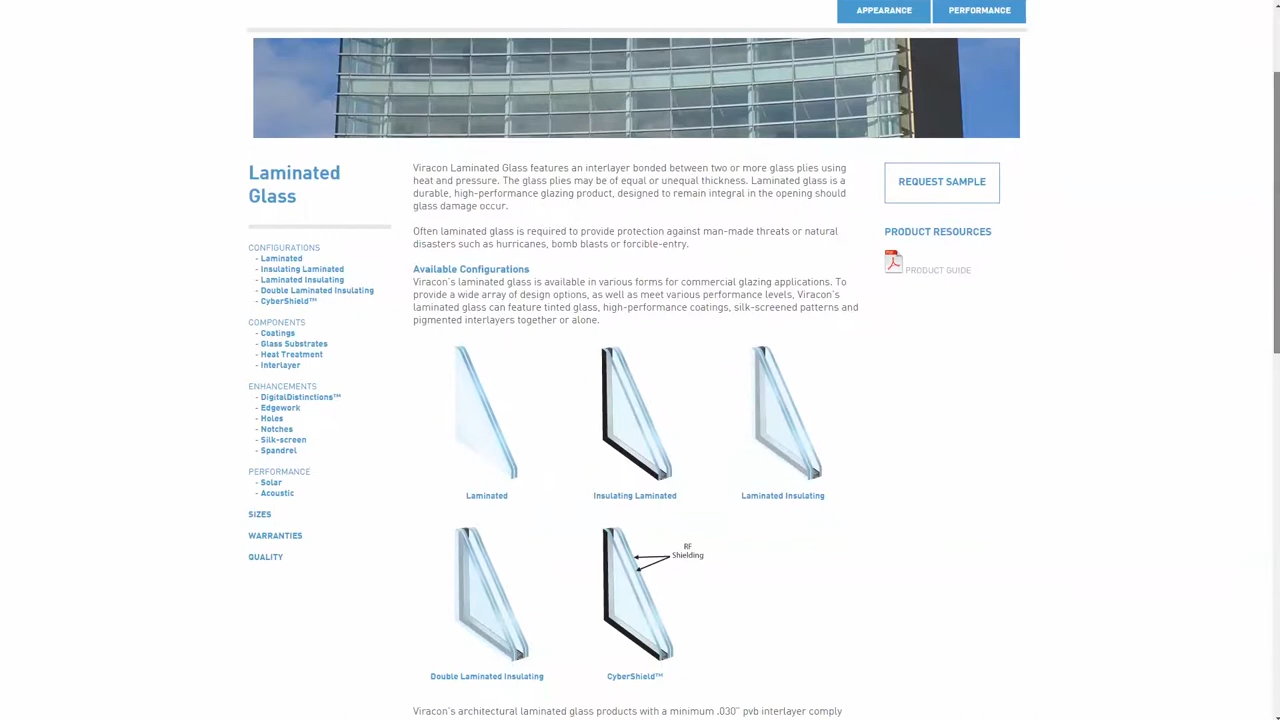 APPEARANCE
PERFORMANCE
Laminated
Glass
CONFIGURATIONS
- Laminated
- Insulating Laminated
- Laminated Insulating
- Double Laminated Insulating
- CyberShield™
COMPONENTS
- Coatings
- Glass Substrates
- Heat Treatment
- Interlayer
ENHANCEMENTS
- DigitalDistinctions™
- Edgework
- Holes
- Notches
- Silk-screen
- Spandrel
PERFORMANCE
- Solar
- Acoustic
SIZES
WARRANTIES
QUALITY
Viracon Laminated Glass features an interlayer bonded between two or more glass plies using
heat and pressure. The glass plies may be of equal or unequal thickness. Laminated glass is a
durable, high-performance glazing product, designed to remain integral in the opening should
glass damage occur.
Often laminated glass is required to provide protection against man-made threats or natural
disasters such as hurricanes, bomb blasts or forcible-entry.
Available Configurations
Viracon's laminated glass is available in various forms for commercial glazing applications. To
provide a wide array of design options, as well as meet various performance levels, Viracon's
laminated glass can feature tinted glass, high-performance coatings, silk-screened patterns and
pigmented interlayers together or alone.
Laminated
Insulating Laminated
Laminated Insulating
RF
Shielding
Double Laminated Insulating
CyberShield™
Viracon's architectural laminated glass products with a minimum .030" pvb interlayer comply
REQUEST SAMPLE
PRODUCT RESOURCES
PDF
PRODUCT GUIDE